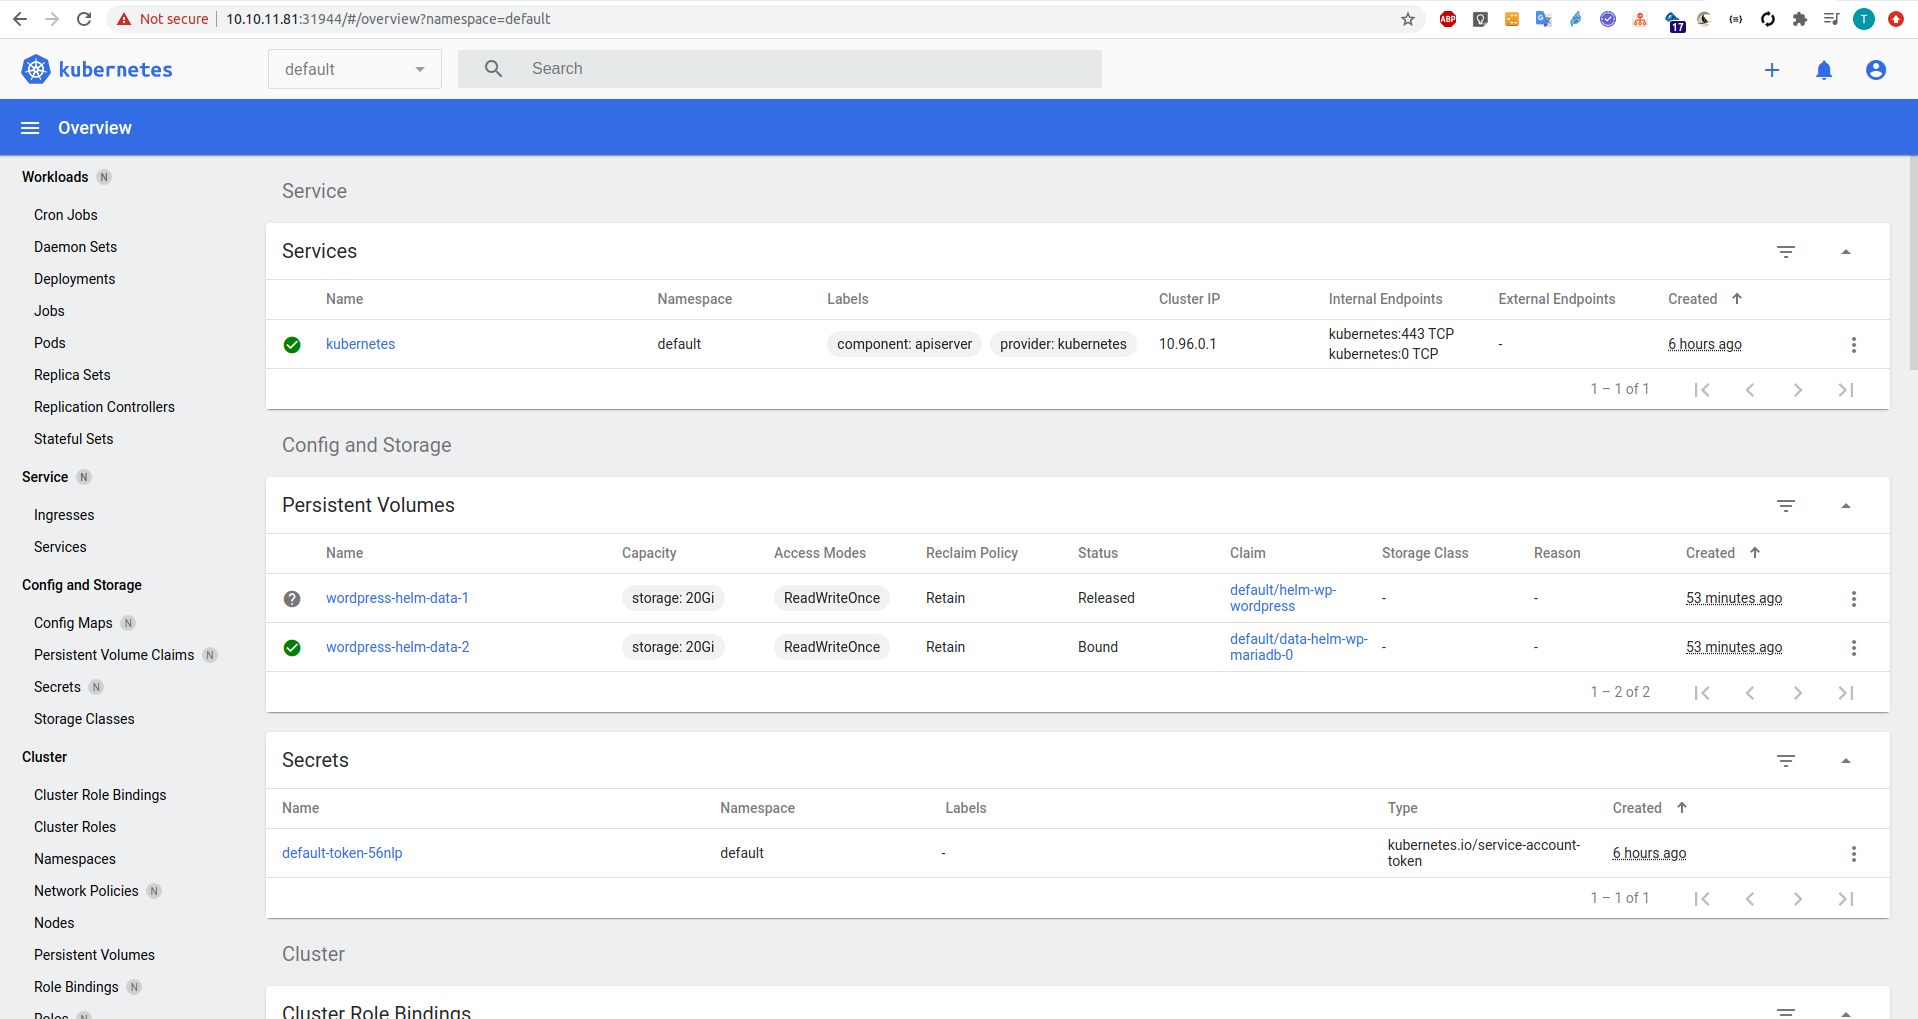 Not secure | 10.10.11.81:31944/#/overview?namespace=default
ABP
17
T
kubernetes
default
Search
Overview
Workloads N
Cron Jobs
Daemon Sets
Deployments
Jobs
Pods
Replica Sets
Replication Controllers
Stateful Sets
Service N
Ingresses
Services
Config and Storage
Config Maps N
Persistent Volume Claims N
Secrets N
Storage Classes
Cluster
Cluster Role Bindings
Cluster Roles
Namespaces
Network Policies N
Nodes
Persistent Volumes
Role Bindings N
Roles N
Service
Services
Name Namespace Labels Cluster IP Internal Endpoints External Endpoints Created
kubernetes default component: apiserver provider: kubernetes 10.96.0.1 kubernetes:443 TCP - 6 hours ago
kubernetes:0 TCP
1 – 1 of 1
Config and Storage
Persistent Volumes
Name Capacity Access Modes Reclaim Policy Status Claim Storage Class Reason Created
wordpress-helm-data-1 storage: 20Gi ReadWriteOnce Retain Released default/helm-wp- - - 53 minutes ago
wordpress
wordpress-helm-data-2 storage: 20Gi ReadWriteOnce Retain Bound default/data-helm-wp- - - 53 minutes ago
mariadb-0
1 – 2 of 2
Secrets
Name Namespace Labels Type Created
default-token-56nlp default - kubernetes.io/service-account- 6 hours ago
token
1 – 1 of 1
Cluster
Cluster Role Bindings